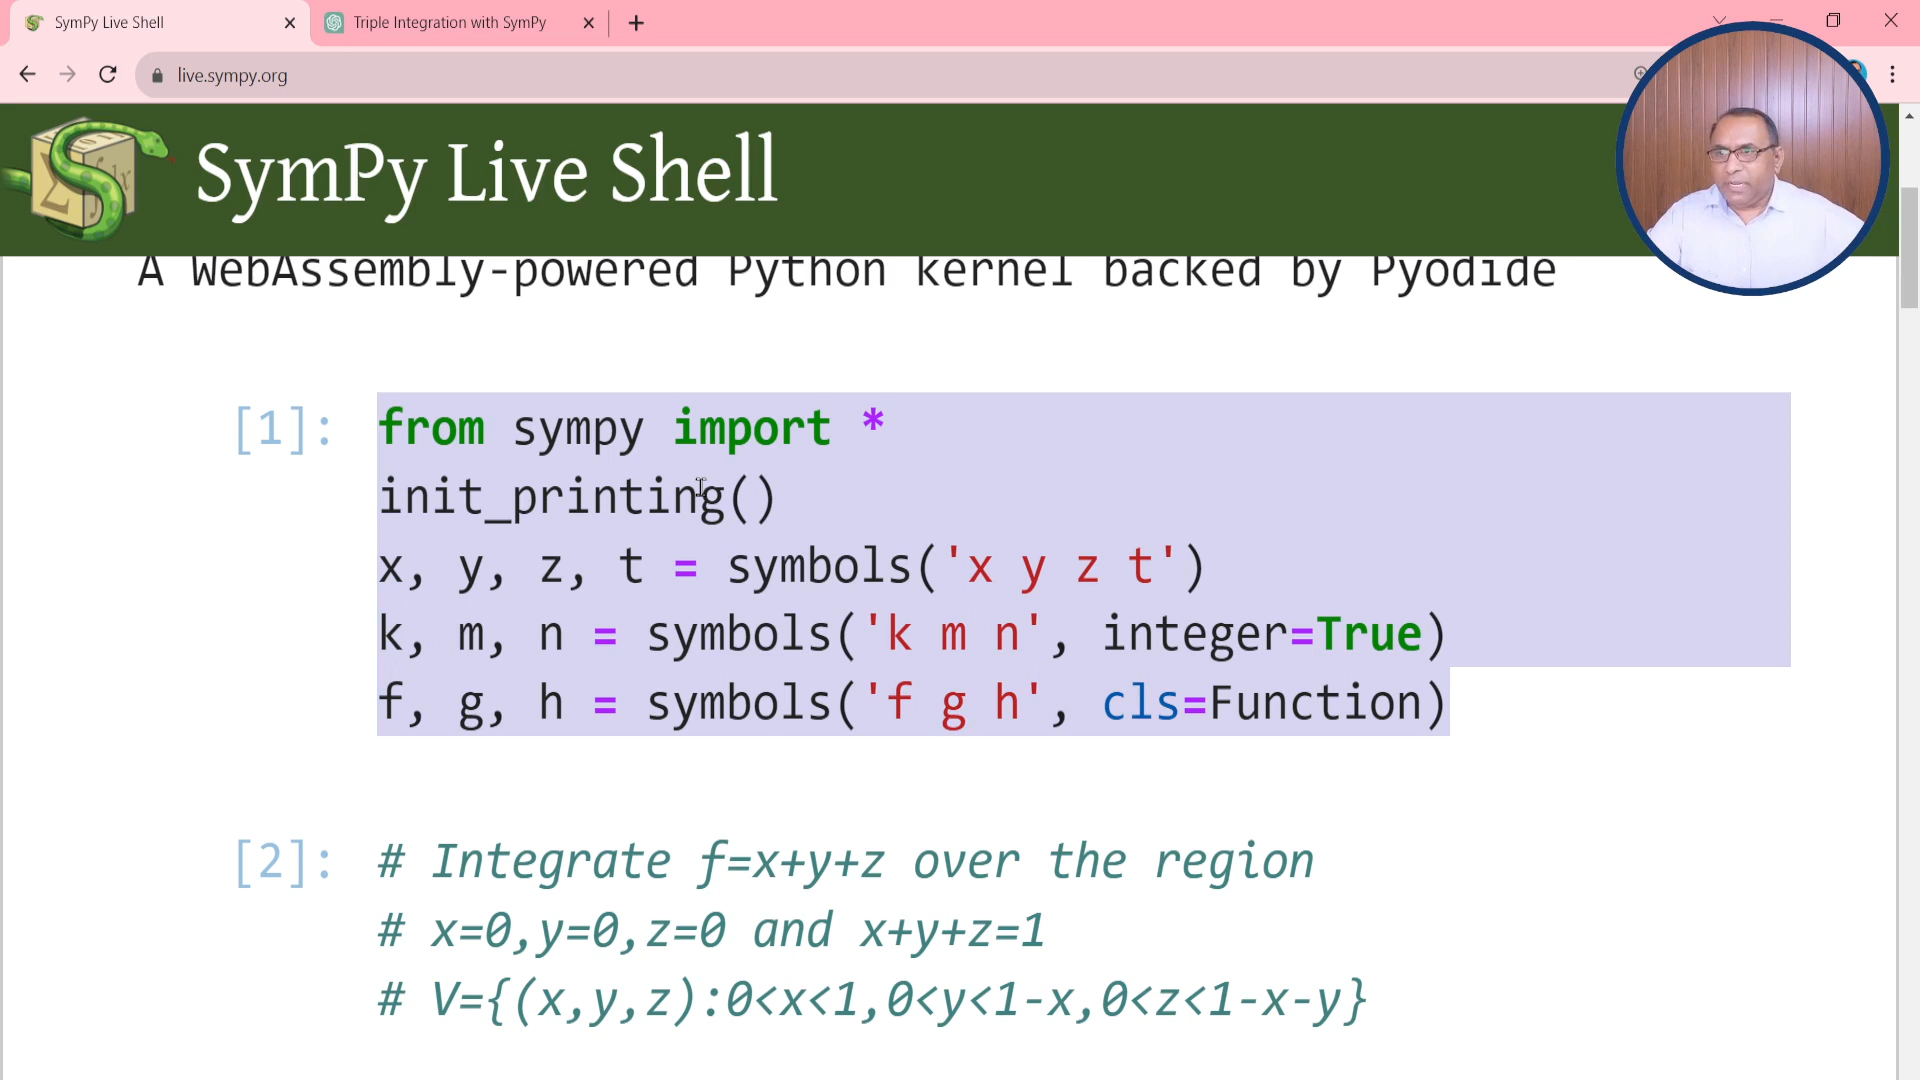 SymPy Live Shell
Triple Integration with SymPy
live.sympy.org
SymPy Live Shell
A WebAssembly-powered Python kernel backed by Pyodide
[1]: from sympy import *
init_printing()
x, y, z, t = symbols('x y z t')
k, m, n = symbols('k m n', integer=True)
f, g, h = symbols('f g h', cls=Function)
[2]: # Integrate f=x+y+z over the region
# x=0,y=0,z=0 and x+y+z=1
# V={(x,y,z):0<x<1,0<y<1-x,0<z<1-x-y}